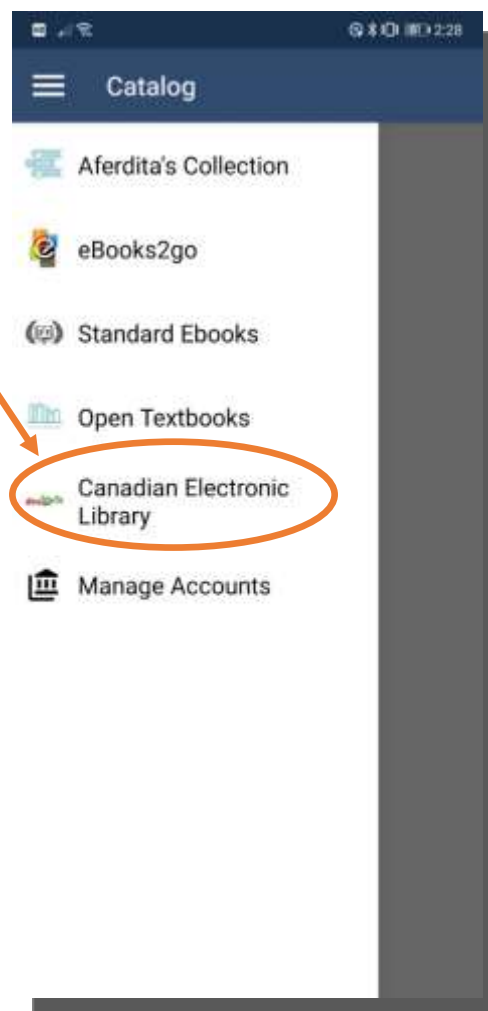 2:28
Catalog
Aferdita's Collection
eBooks2go
Standard Ebooks
Open Textbooks
Canadian Electronic
Library
Manage Accounts